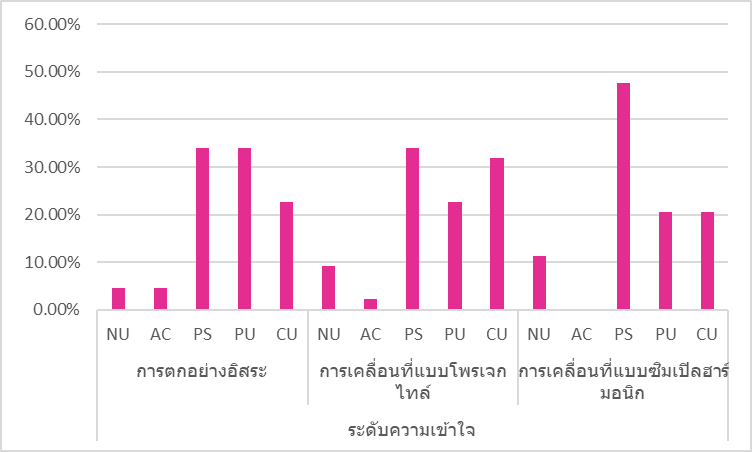 60.00%
50.00%
40.00%
30.00%
20.00%
10.00%
0.00%
NU AC PS PU CU NU AC PS PU CU NU AC PS PU CU
การตกอย่างอิสระ การเคลื่อนที่แบบโพรเจก การเคลื่อนที่แบบซิมเปิลฮาร์
ไทล์ มอนิก
ระดับความเข้าใจ